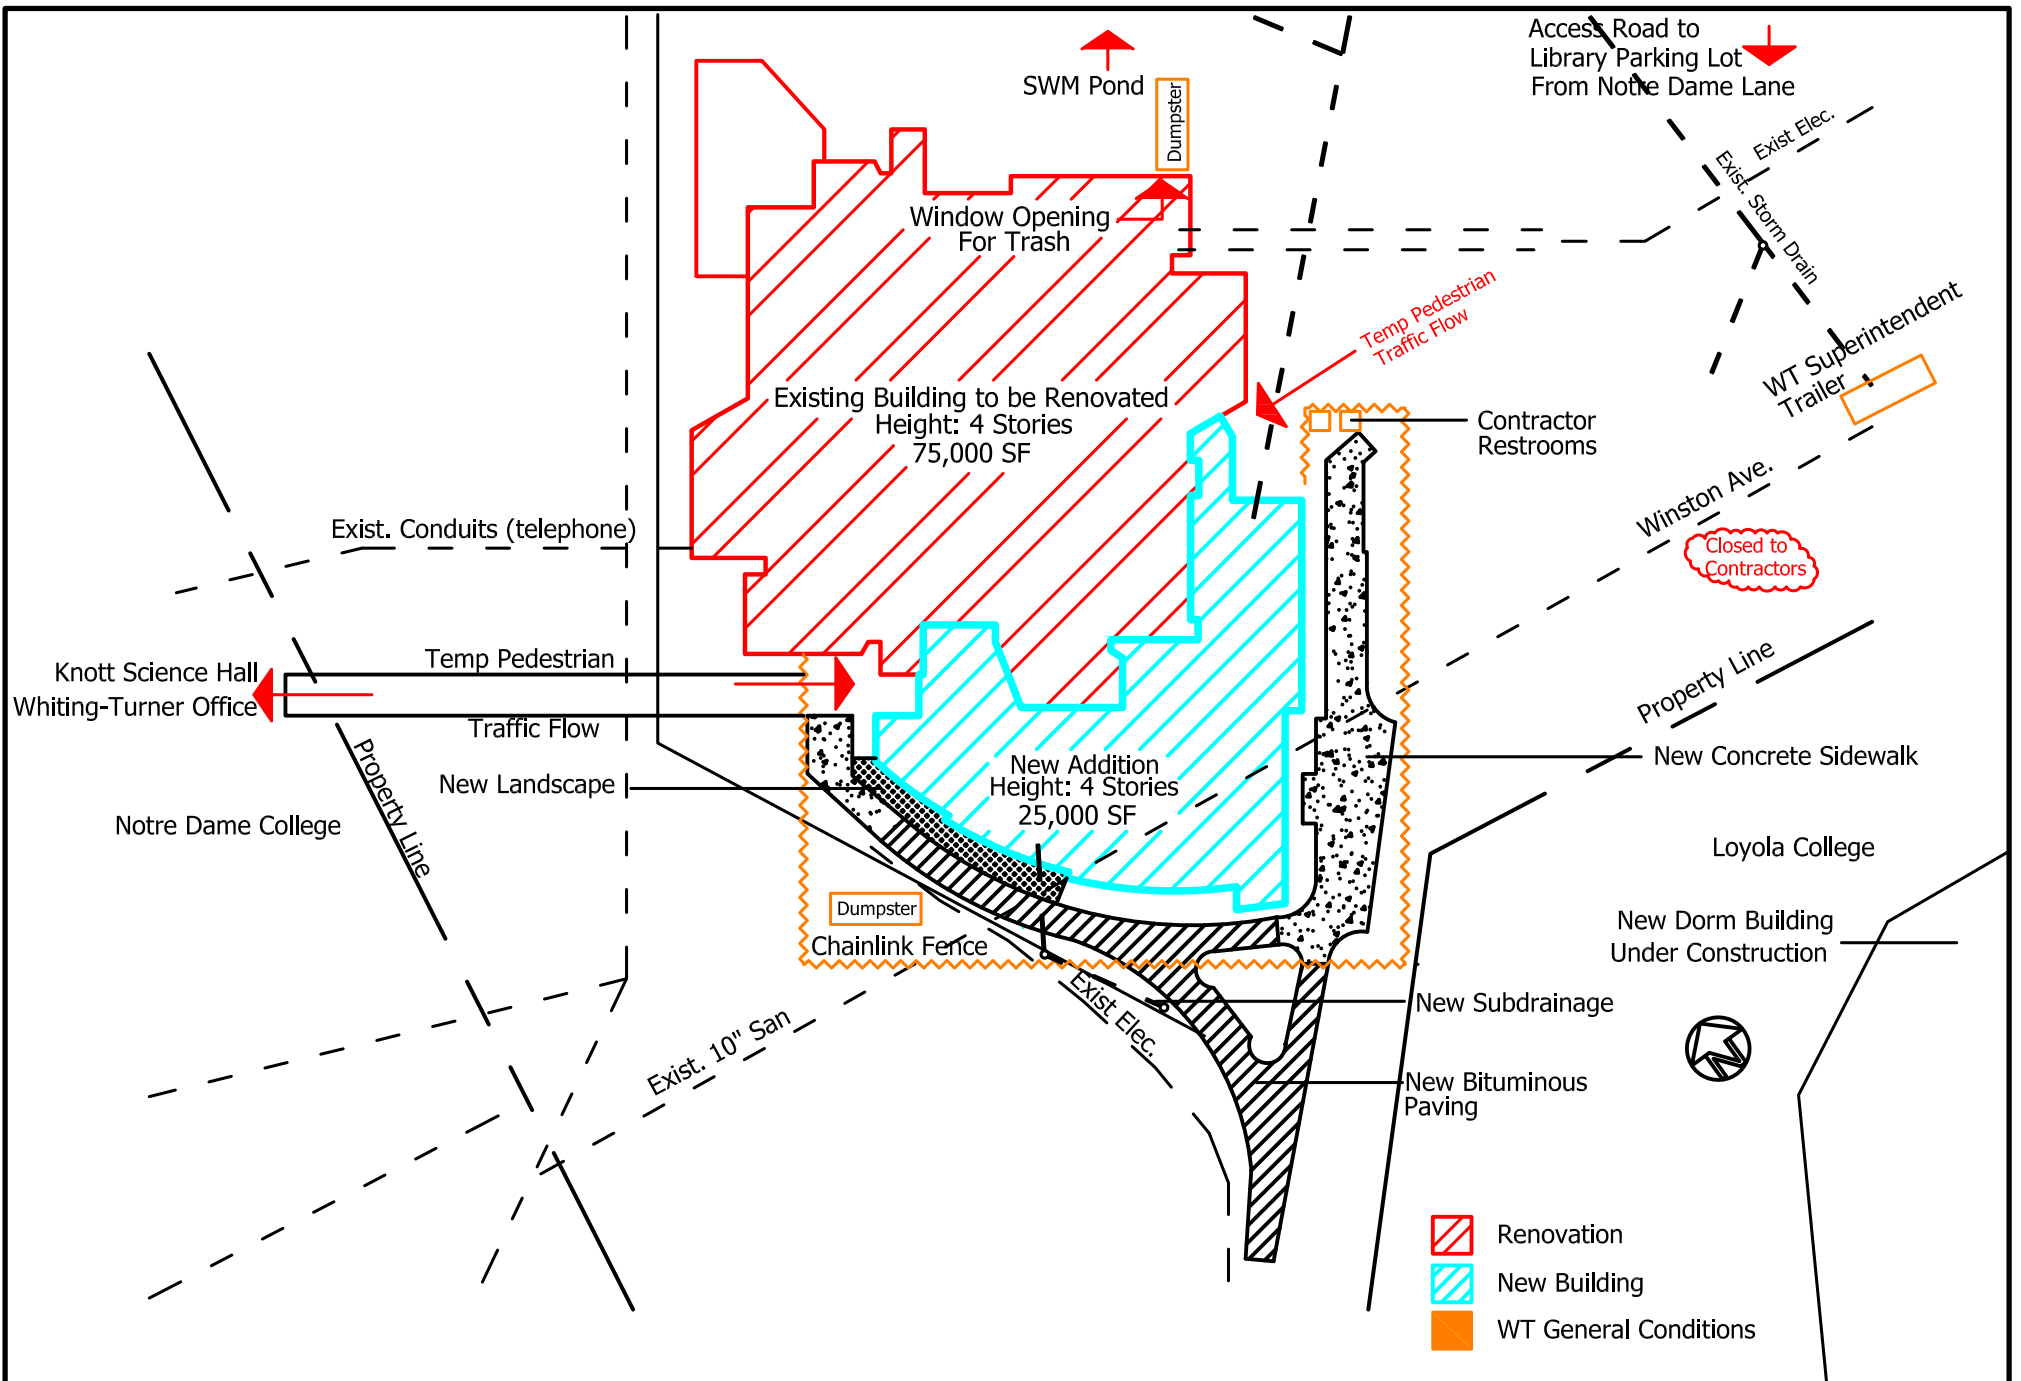 Access Road to
Library Parking Lot
From Notre Dame Lane
SWM Pond
Dumpster
Exist Elec.
Exist. Storm Drain
Window Opening
For Trash
Temp Pedestrian
Traffic Flow
WT Superintendent
Trailer
Existing Building to be Renovated
Height: 4 Stories
75,000 SF
Contractor
Restrooms
Winston Ave.
Exist. Conduits (telephone)
Closed to
Contractors
Knott Science Hall
Whiting-Turner Office
Temp Pedestrian
Traffic Flow
Property Line
Property Line
New Landscape
New Addition
Height: 4 Stories
25,000 SF
New Concrete Sidewalk
Notre Dame College
Loyola College
Dumpster
Chainlink Fence
New Dorm Building
Under Construction
Exist Elec.
New Subdrainage
Exist. 10" San
New Bituminous
Paving
Renovation
New Building
WT General Conditions